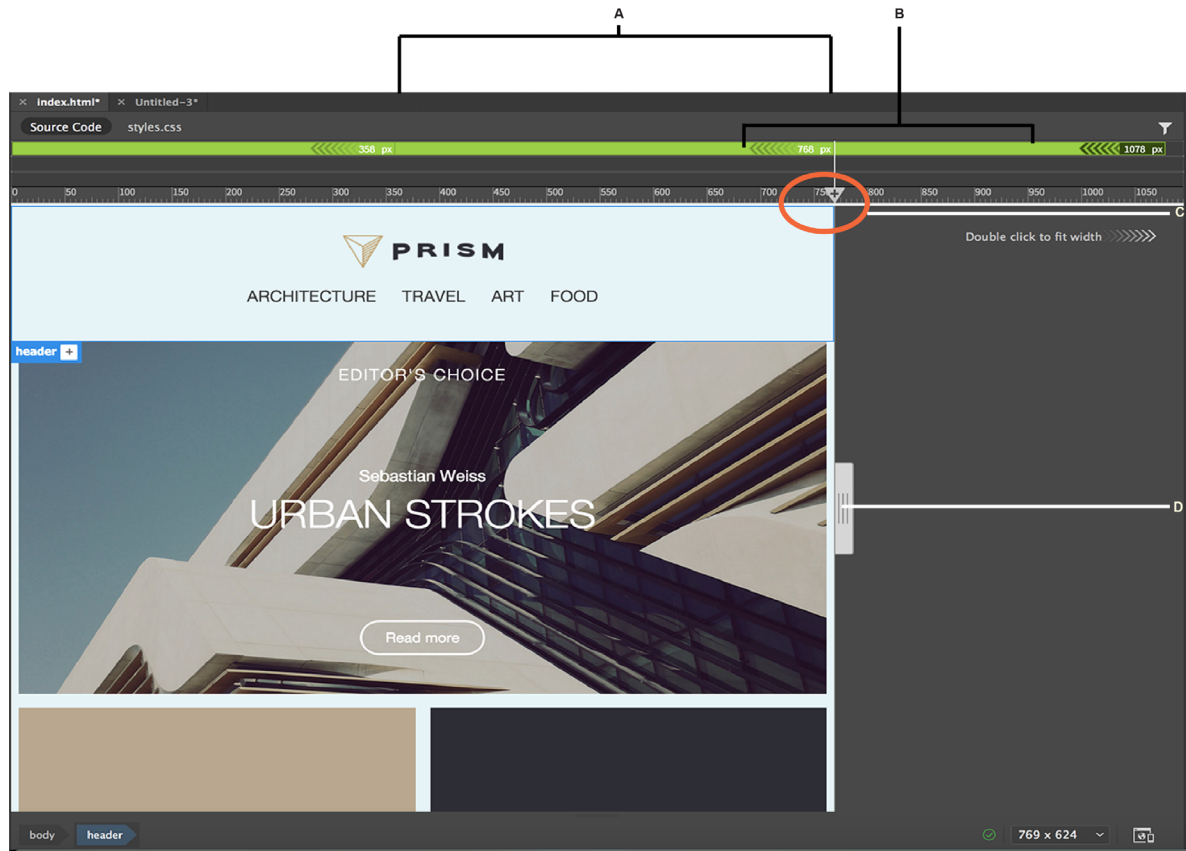 A
B
index.html* Untitled-3*
Source Code styles.css
358 px 768 px 1078 px
0 50 100 150 200 250 300 350 400 450 500 550 600 650 700 750 800 850 900 950 1000 1050
C
Double click to fit width
PRISM
ARCHITECTURE TRAVEL ART FOOD
header +
EDITOR'S CHOICE
Sebastian Weiss
URBAN STROKES
D
Read more
body header 769 x 624